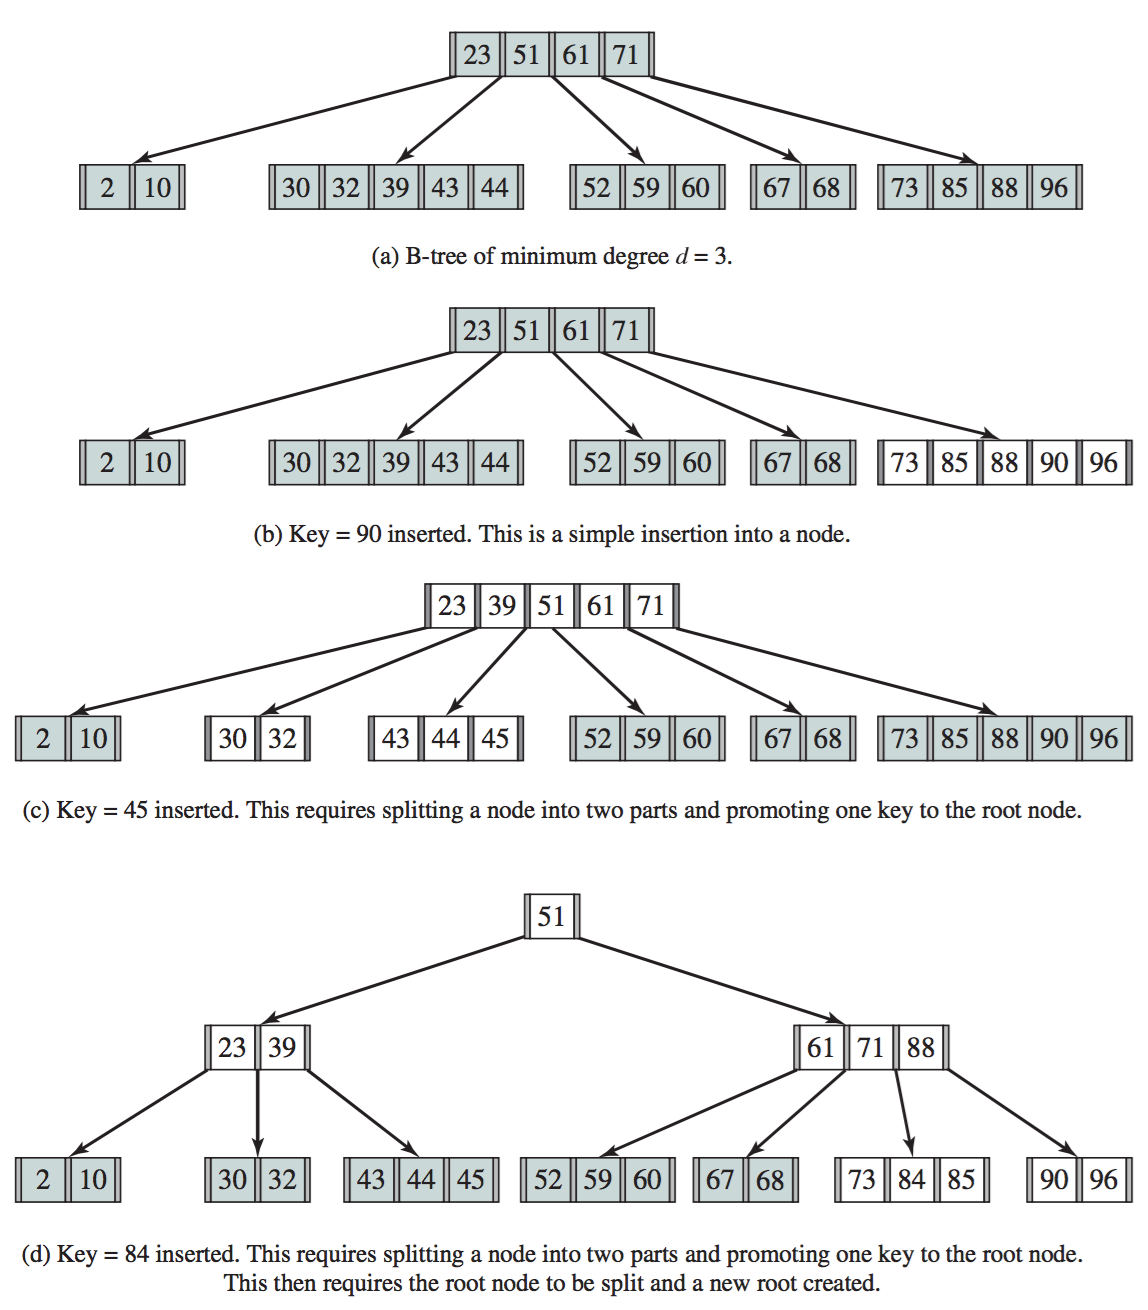 23 51 61 71
2 10 30 32 39 43 44 52 59 60 67 68 73 85 88 96
(a) B-tree of minimum degree d = 3.
23 51 61 71
2 10 30 32 39 43 44 52 59 60 67 68 73 85 88 90 96
(b) Key = 90 inserted. This is a simple insertion into a node.
23 39 51 61 71
2 10 30 32 43 44 45 52 59 60 67 68 73 85 88 90 96
(c) Key = 45 inserted. This requires splitting a node into two parts and promoting one key to the root node.
51
23 39 61 71 88
2 10 30 32 43 44 45 52 59 60 67 68 73 84 85 90 96
(d) Key = 84 inserted. This requires splitting a node into two parts and promoting one key to the root node.
This then requires the root node to be split and a new root created.